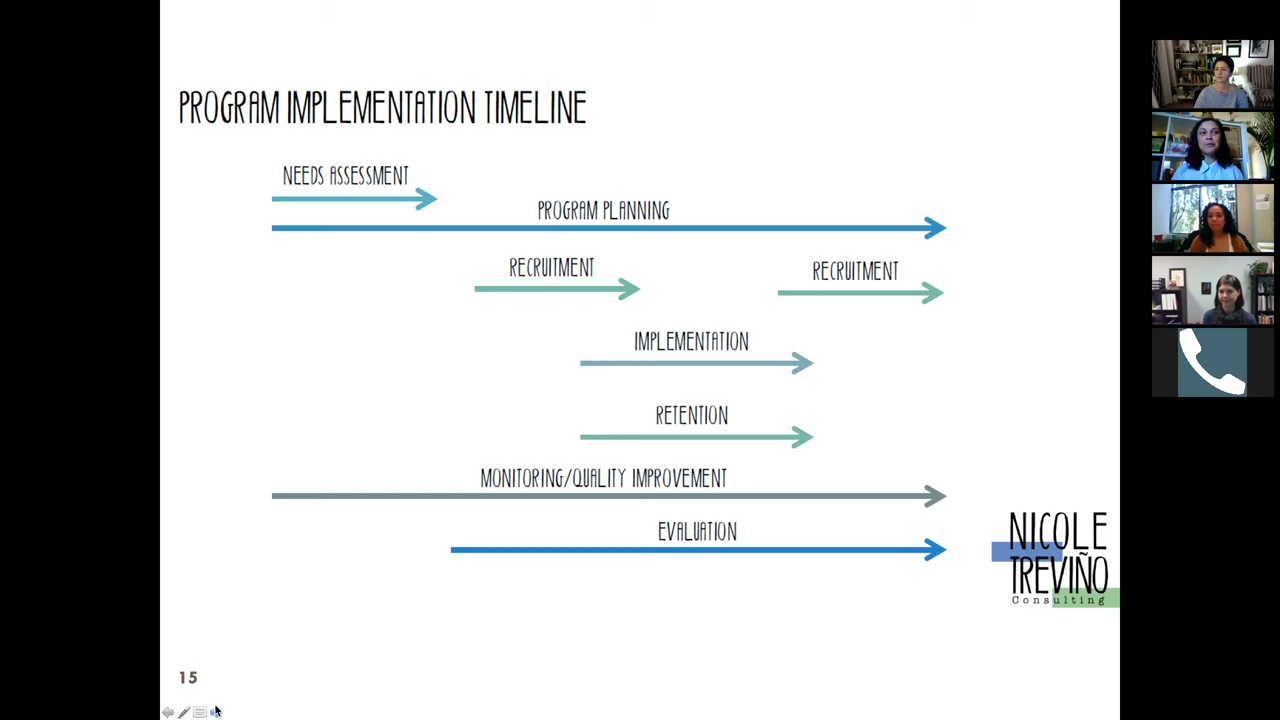 PROGRAM IMPLEMENTATION TIMELINE
NEEDS ASSESSMENT
PROGRAM PLANNING
RECRUITMENT
RECRUITMENT
IMPLEMENTATION
RETENTION
MONITORING/QUALITY IMPROVEMENT
EVALUATION
NICOLE
TREVIÑO
Consulting
15